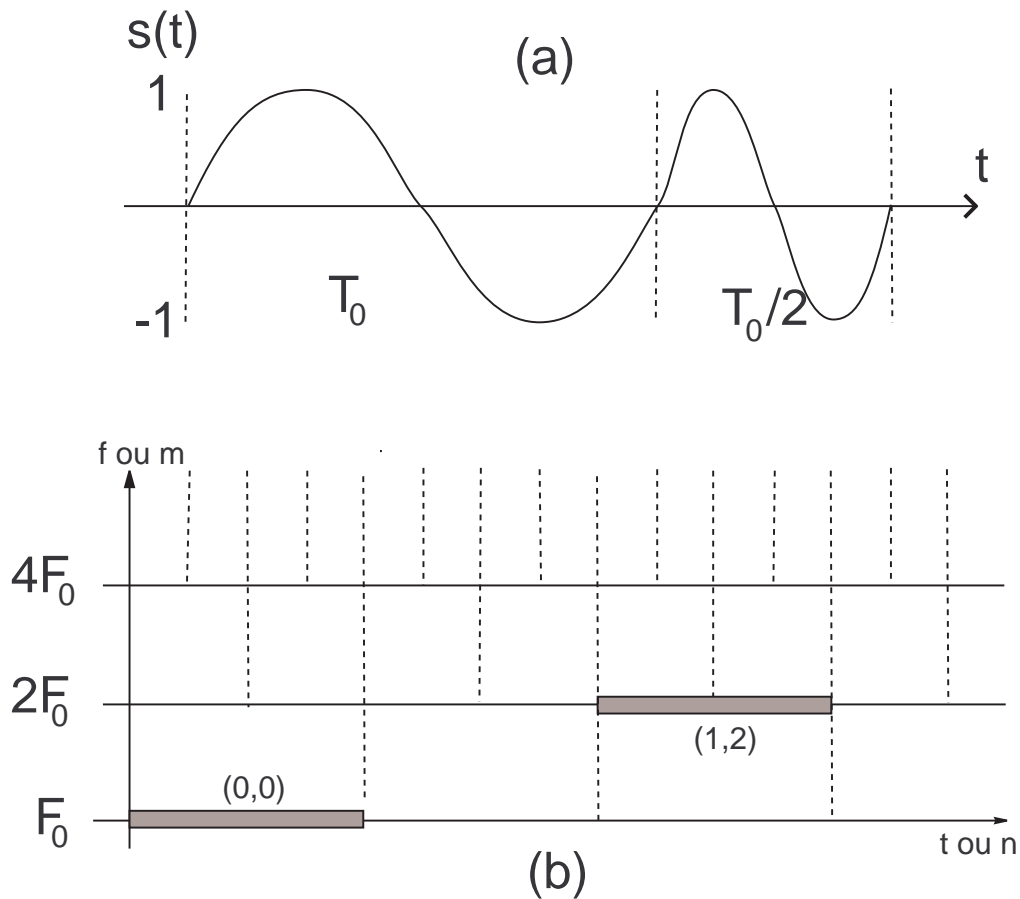 s(t)
(a)
1
t
T₀
T₀/2
-1
f ou m
4F₀
2F₀
(1,2)
(0,0)
F₀
t ou n
(b)